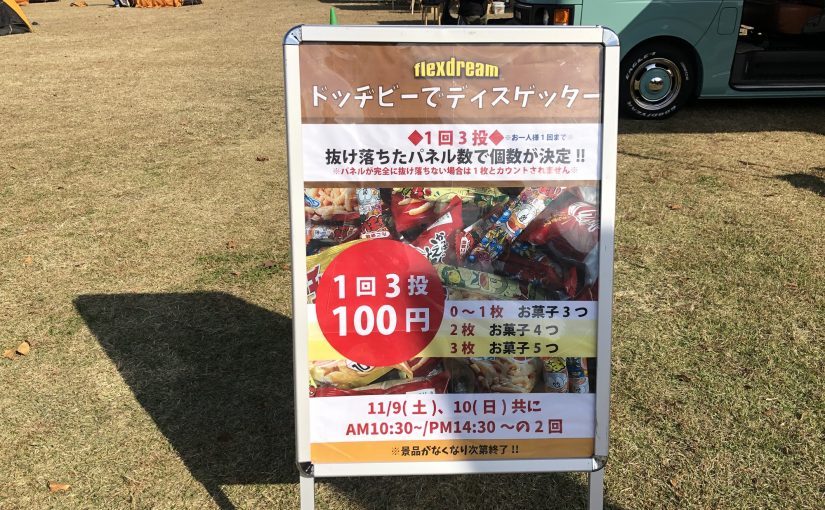 flexdream
ドッヂビーでディスゲッター
◆1回3投◆※お一人様1回まで※
抜け落ちたパネル数で個数が決定!!
※パネルが完全に抜け落ちない場合は1枚とカウントされません※
1回3投
100円
0〜1枚 お菓子3つ
2枚 お菓子4つ
3枚 お菓子5つ
11/9(土)、10(日)共に
AM10:30~/PM14:30〜の2回
※景品がなくなり次第終了!!